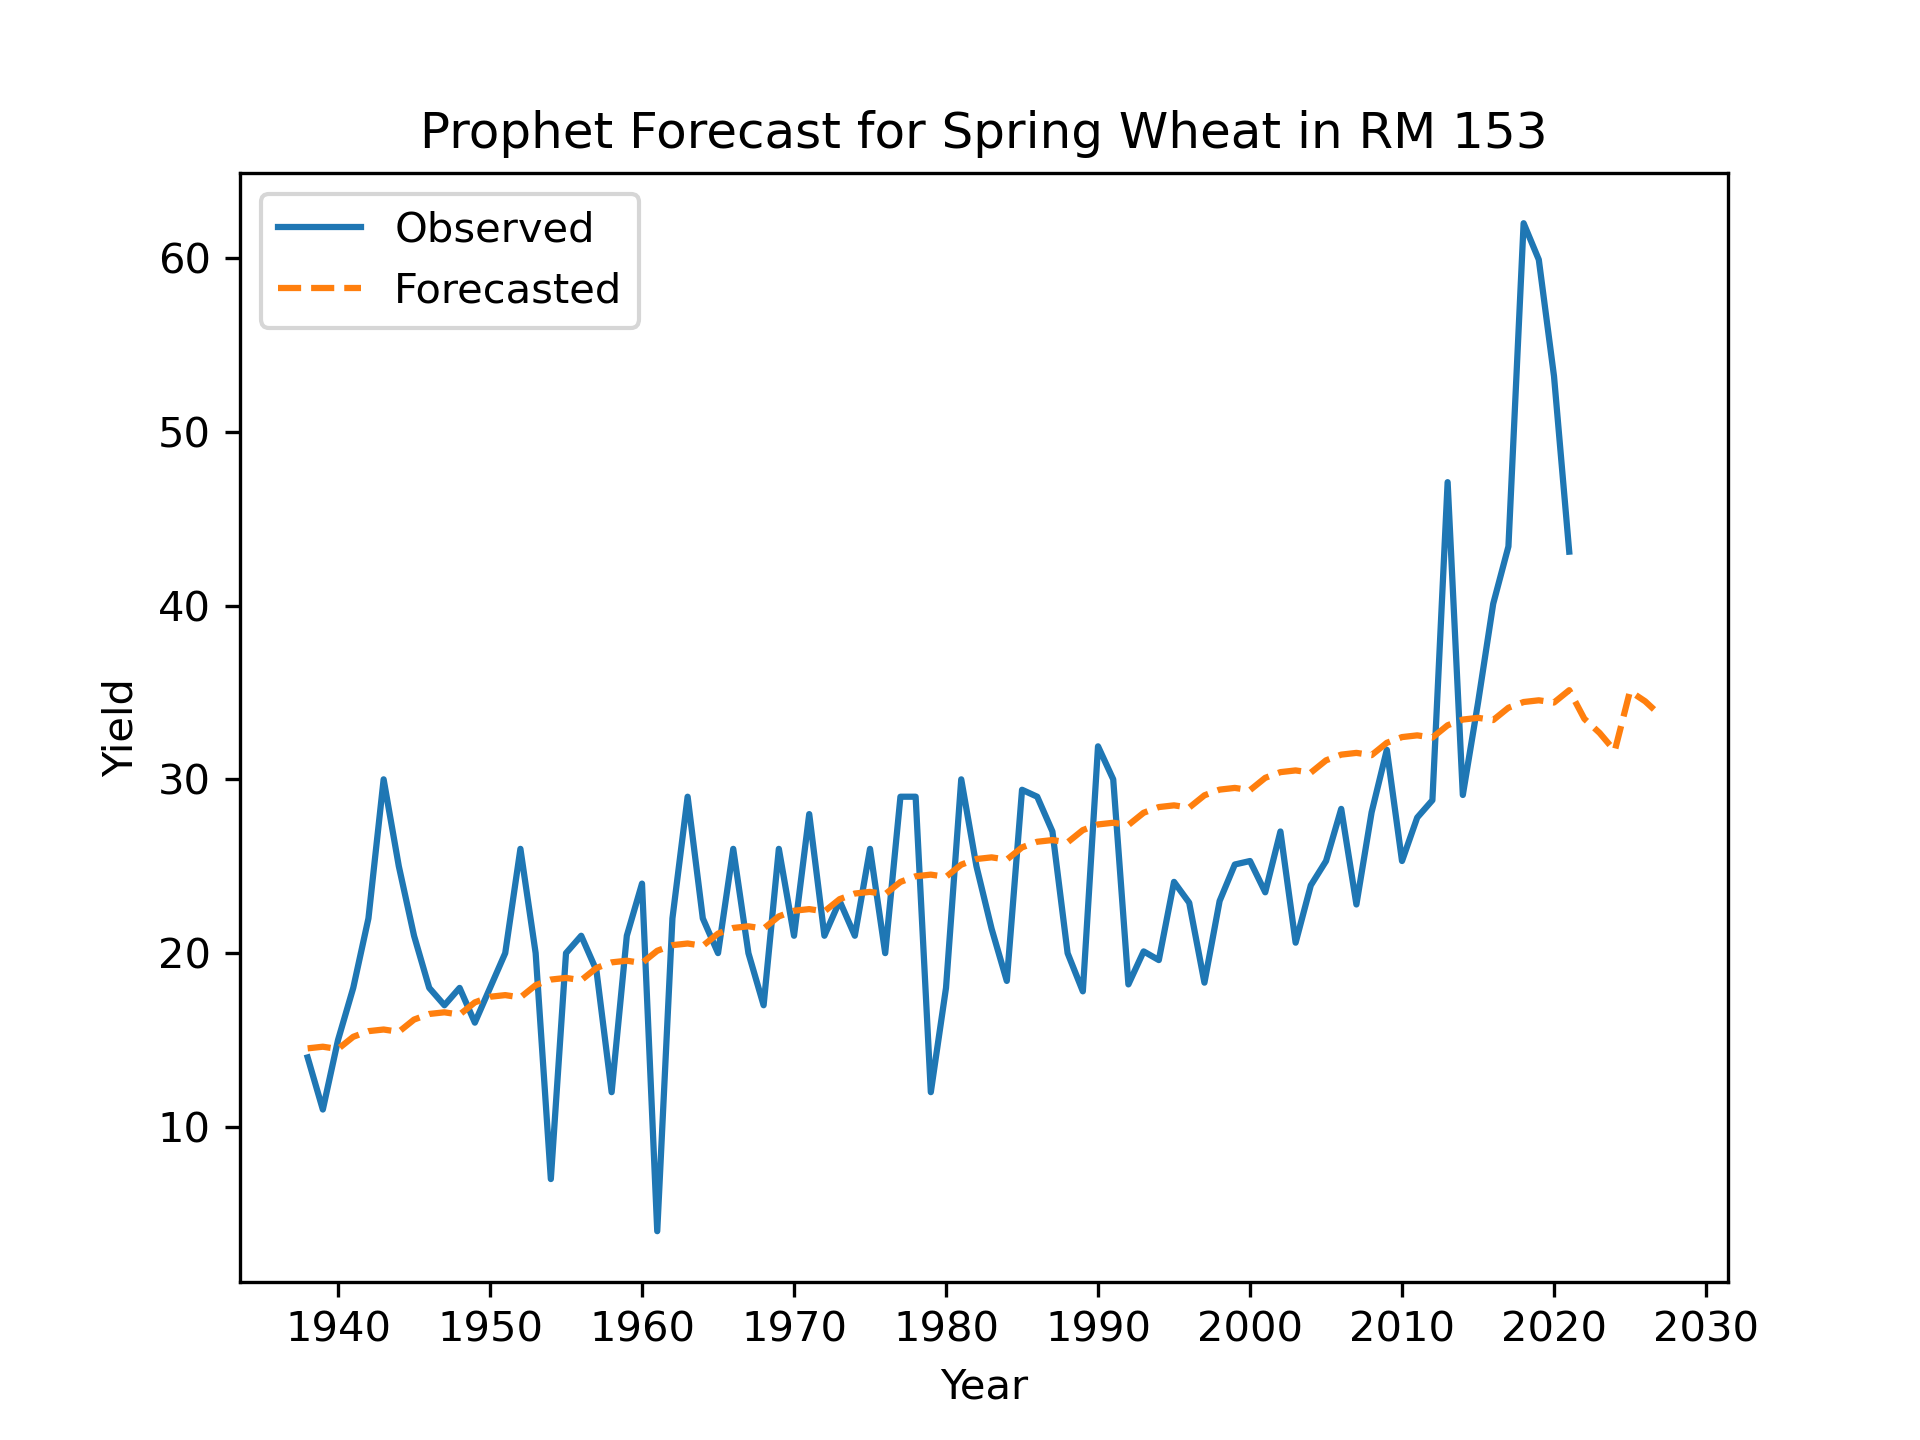 Prophet Forecast for Spring Wheat in RM 153
Observed
Forecasted
60
50
40
30
20
10
Yield
1940 1950 1960 1970 1980 1990 2000 2010 2020 2030
Year